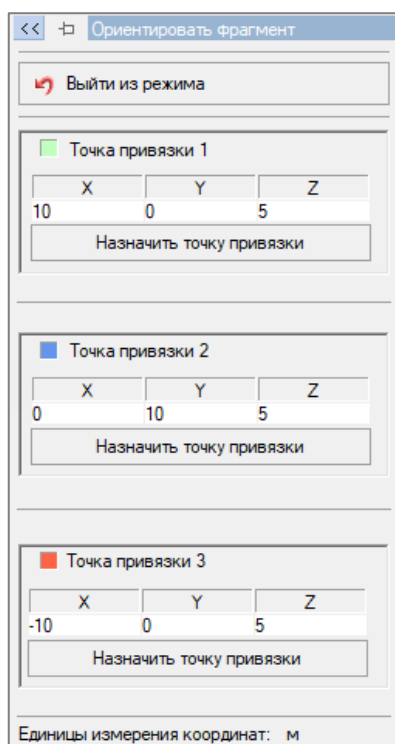 << Ориентировать фрагмент
Выйти из режима
Точка привязки 1
X Y Z
10 0 5
Назначить точку привязки
Точка привязки 2
X Y Z
0 10 5
Назначить точку привязки
Точка привязки 3
X Y Z
-10 0 5
Назначить точку привязки
Единицы измерения координат: м